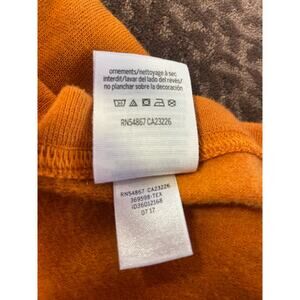 ornements/nettoyage à sec
interdit/lavar del lado del revés/
no planchar sobre la decoración
RN54867 CA23226
RN54867 CA23226
369598-TEA
ID36012168
07 17